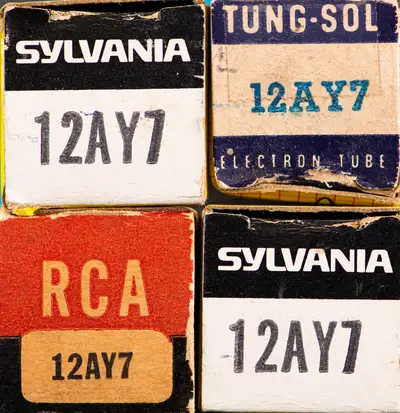 SYLVANIA
12AY7
TUNG-SOL
12AY7
ELECTRON TUBE
RCA
12AY7
SYLVANIA
12AY7